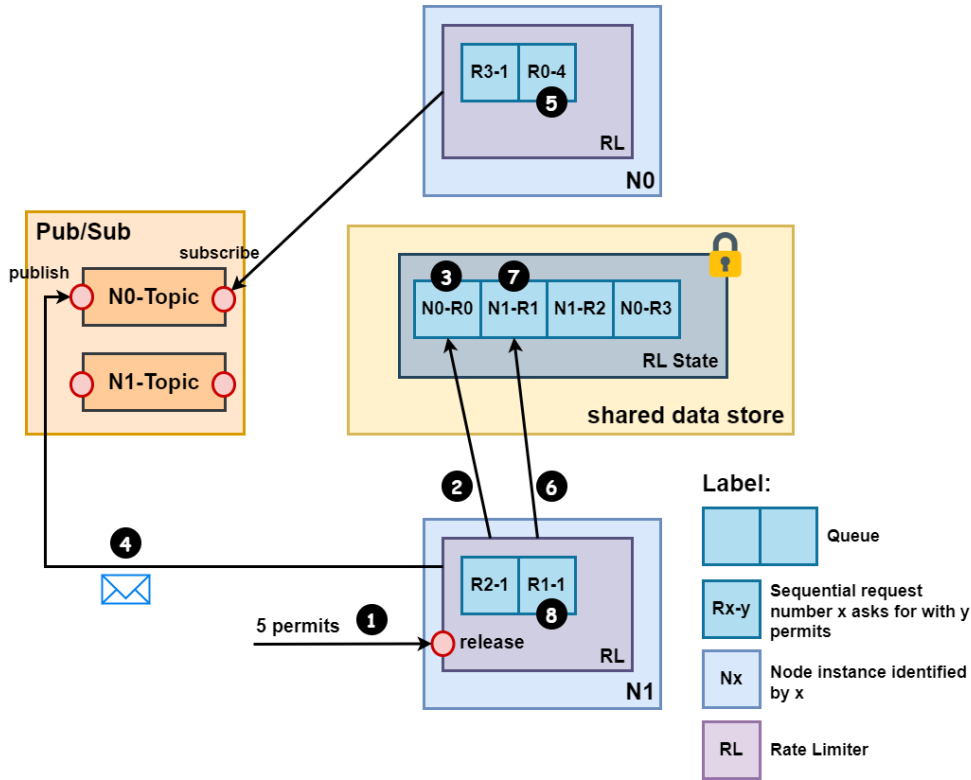 R3-1
R0-4
5
RL
N0
Pub/Sub
subscribe
publish
N0-Topic
N1-Topic
3
7
N0-R0
N1-R1
N1-R2
N0-R3
RL State
shared data store
2
6
4
R2-1
R1-1
8
5 permits
1
release
RL
N1
Label:
Queue
Rx-y
Sequential request
number x asks for with y
permits
Nx
Node instance identified
by x
RL
Rate Limiter